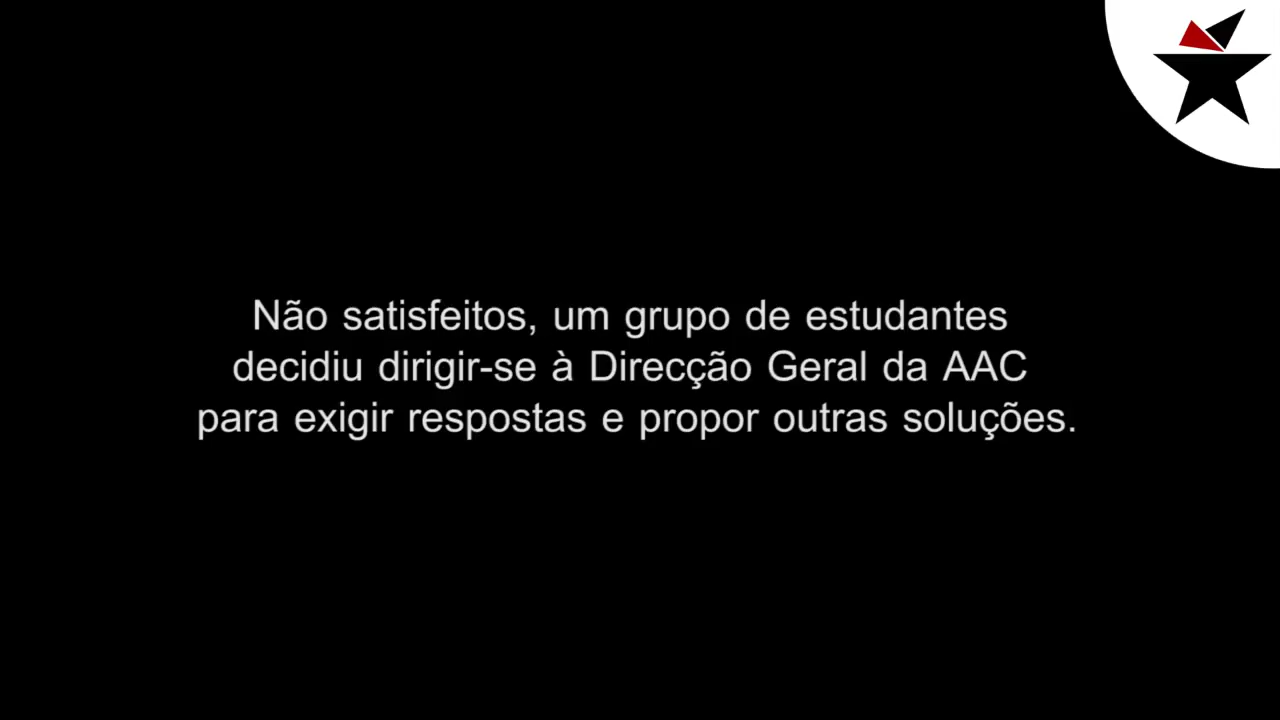 Não satisfeitos, um grupo de estudantes
decidiu dirigir-se à Direcção Geral da AAC
para exigir respostas e propor outras soluções.